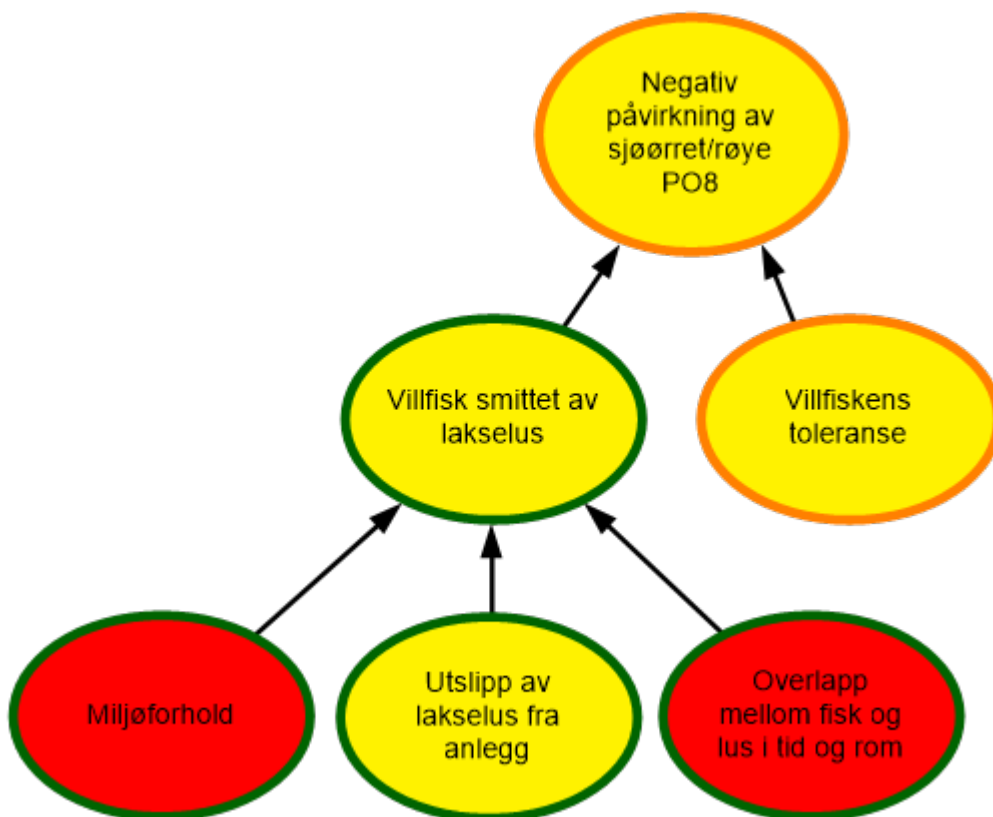 Negativ
påvirkning av
sjøørret/røye
PO8
Villfisk smittet av
lakselus
Villfiskens
toleranse
Miljøforhold
Utslipp av
lakselus fra
anlegg
Overlapp
mellom fisk og
lus i tid og rom